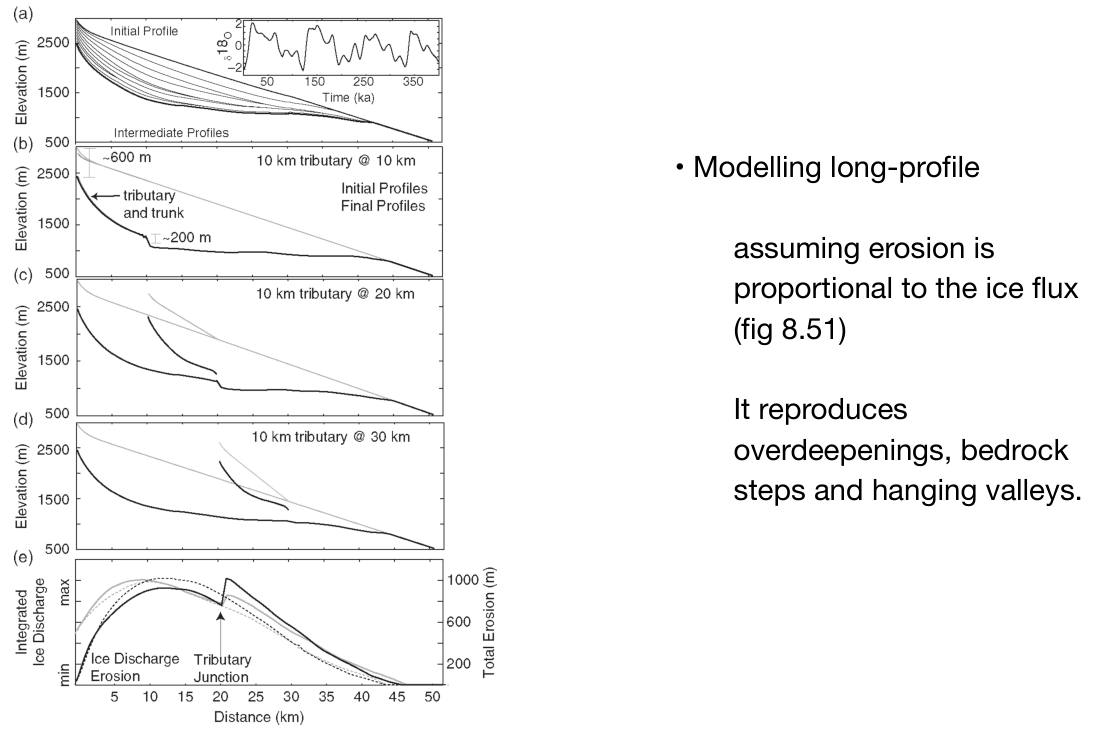 (a)
Initial Profile
Intermediate Profiles
Elevation (m)
2500
1500
500
δ18O
2
0
−2
50 150 250 350
Time (ka)
(b)
~600 m
10 km tributary @ 10 km
Initial Profiles
Final Profiles
tributary
and trunk
~200 m
Elevation (m)
2500
1500
500
(c)
10 km tributary @ 20 km
Elevation (m)
2500
1500
500
(d)
10 km tributary @ 30 km
Elevation (m)
2500
1500
500
(e)
Integrated
Ice Discharge
max
min
Ice Discharge
Erosion
Tributary
Junction
1000
600
200
Total Erosion (m)
5 10 15 20 25 30 35 40 45 50
Distance (km)
• Modelling long-profile
assuming erosion is
proportional to the ice flux
(fig 8.51)
It reproduces
overdeepenings, bedrock
steps and hanging valleys.